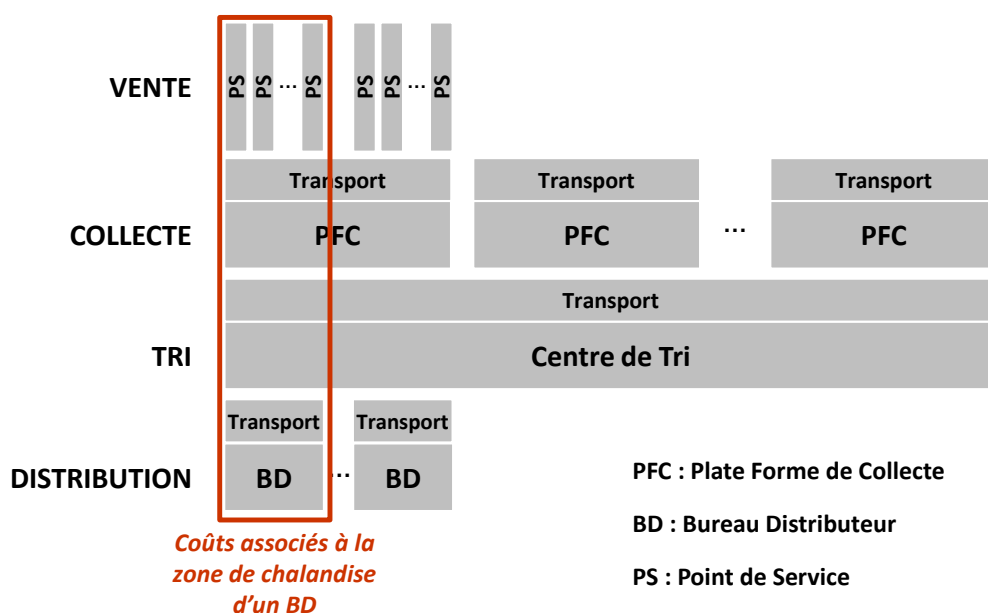 VENTE
PS
PS
...
PS
PS
PS
...
PS
Transport
Transport
Transport
COLLECTE
PFC
PFC
...
PFC
Transport
TRI
Centre de Tri
Transport
Transport
DISTRIBUTION
BD
...
BD
Coûts associés à la
zone de chalandise
d'un BD
PFC : Plate Forme de Collecte
BD : Bureau Distributeur
PS : Point de Service